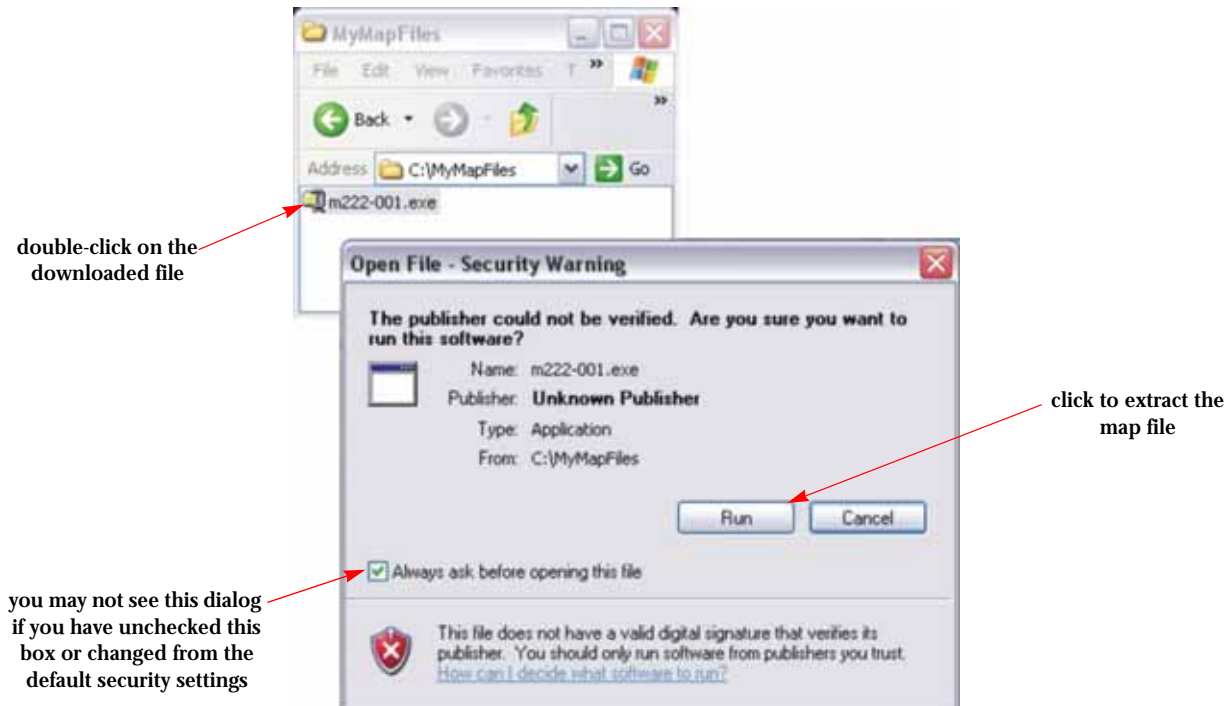 MyMapFiles
File Edit View Favorites T »
Back »
Address C:\MyMapFiles Go
m222-001.exe
double-click on the
downloaded file
Open File - Security Warning
The publisher could not be verified. Are you sure you want to
run this software?
Name: m222-001.exe
Publisher: Unknown Publisher
Type: Application
From: C:\MyMapFiles
click to extract the
map file
Run Cancel
Always ask before opening this file
you may not see this dialog
if you have unchecked this
box or changed from the
default security settings
This file does not have a valid digital signature that verifies its
publisher. You should only run software from publishers you trust.
How can I decide what software to run?